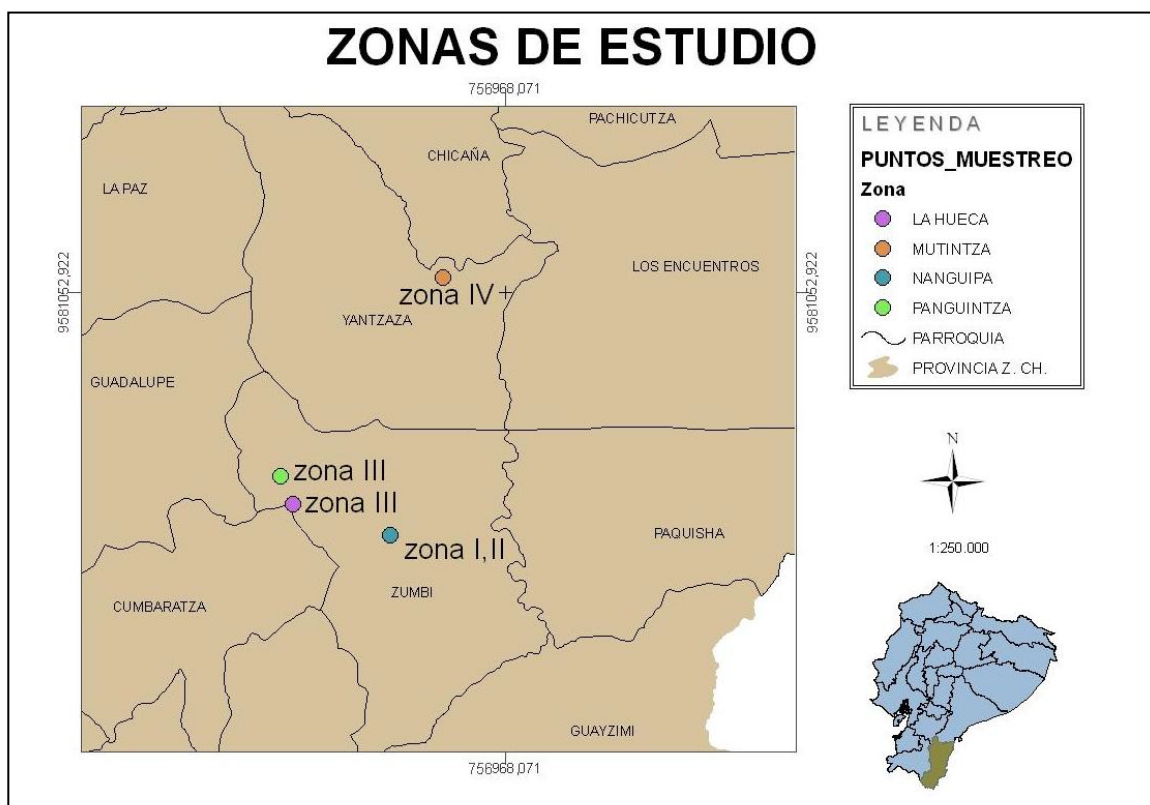 ZONAS DE ESTUDIO
756968,071
PACHICUTZA
CHICAÑA
LA PAZ
9581052,922
LOS ENCUENTROS
9581052,922
zona IV
YANTZAZA
GUADALUPE
zona III
zona III
zona I,II
PAQUISHA
ZUMBI
CUMBARATZA
GUAYZIMI
756968,071
LEYENDA
PUNTOS_MUESTREO
Zona
LA HUECA
MUTINTZA
NANGUIPA
PANGUINTZA
PARROQUIA
PROVINCIA Z. CH.
N
1:250.000